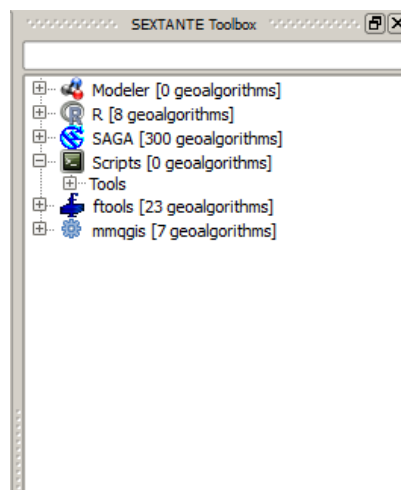 SEXTANTE Toolbox
Modeler [0 geoalgorithms]
R [8 geoalgorithms]
SAGA [300 geoalgorithms]
Scripts [0 geoalgorithms]
Tools
ftools [23 geoalgorithms]
mmqgis [7 geoalgorithms]